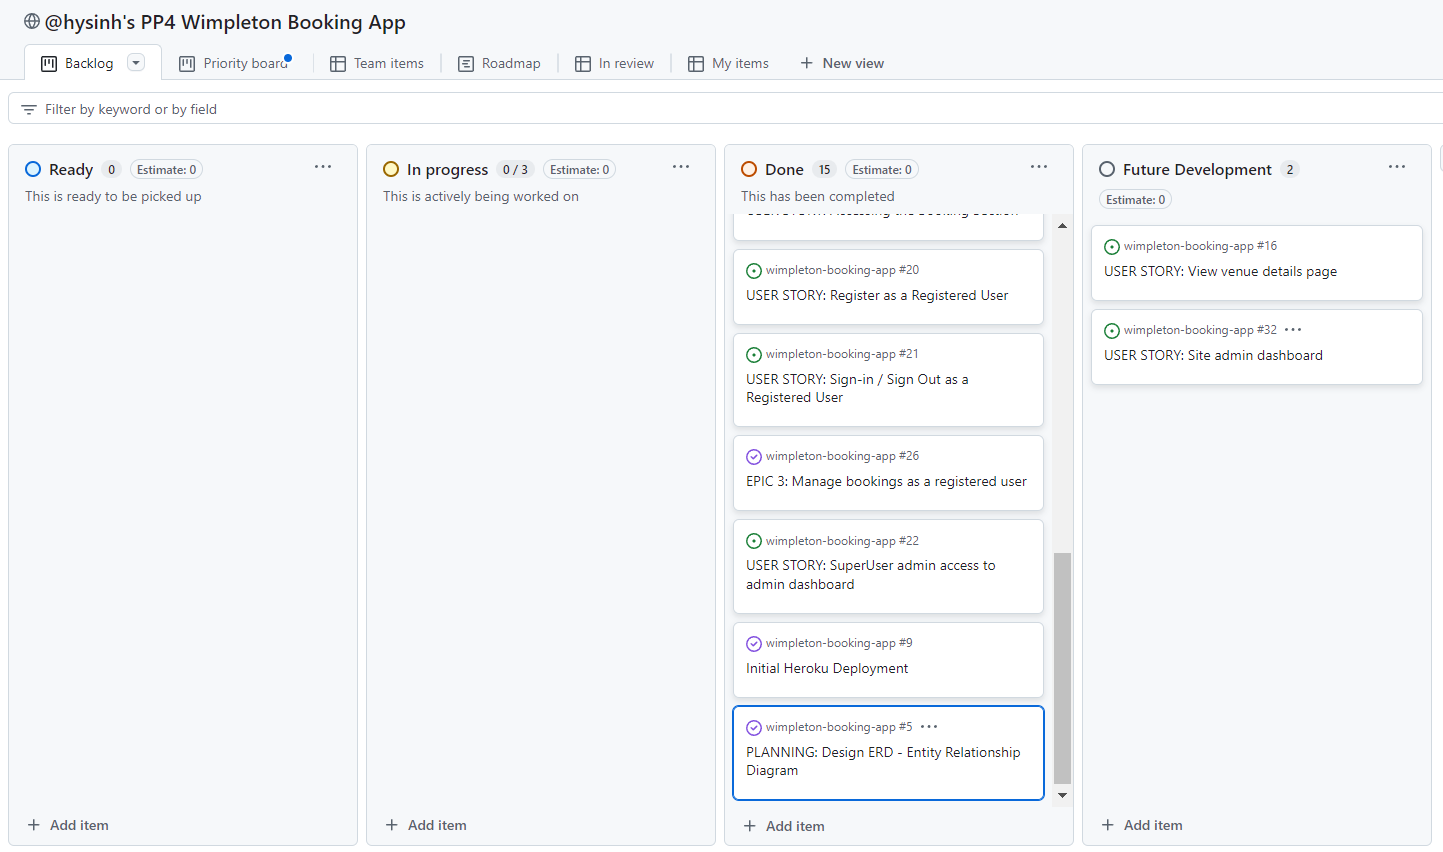 @hysinh's PP4 Wimpleton Booking App
Backlog
Priority board
Team items
Roadmap
In review
My items
New view
Filter by keyword or by field
Ready 0 Estimate: 0
This is ready to be picked up
Add item
In progress 0 / 3 Estimate: 0
This is actively being worked on
Add item
Done 15 Estimate: 0
This has been completed
USER STORY: Accessing the Booking Section
wimpleton-booking-app #20
USER STORY: Register as a Registered User
wimpleton-booking-app #21
USER STORY: Sign-in / Sign Out as a
Registered User
wimpleton-booking-app #26
EPIC 3: Manage bookings as a registered user
wimpleton-booking-app #22
USER STORY: SuperUser admin access to
admin dashboard
wimpleton-booking-app #9
Initial Heroku Deployment
wimpleton-booking-app #5
PLANNING: Design ERD - Entity Relationship
Diagram
Add item
Future Development 2
Estimate: 0
wimpleton-booking-app #16
USER STORY: View venue details page
wimpleton-booking-app #32
USER STORY: Site admin dashboard
Add item